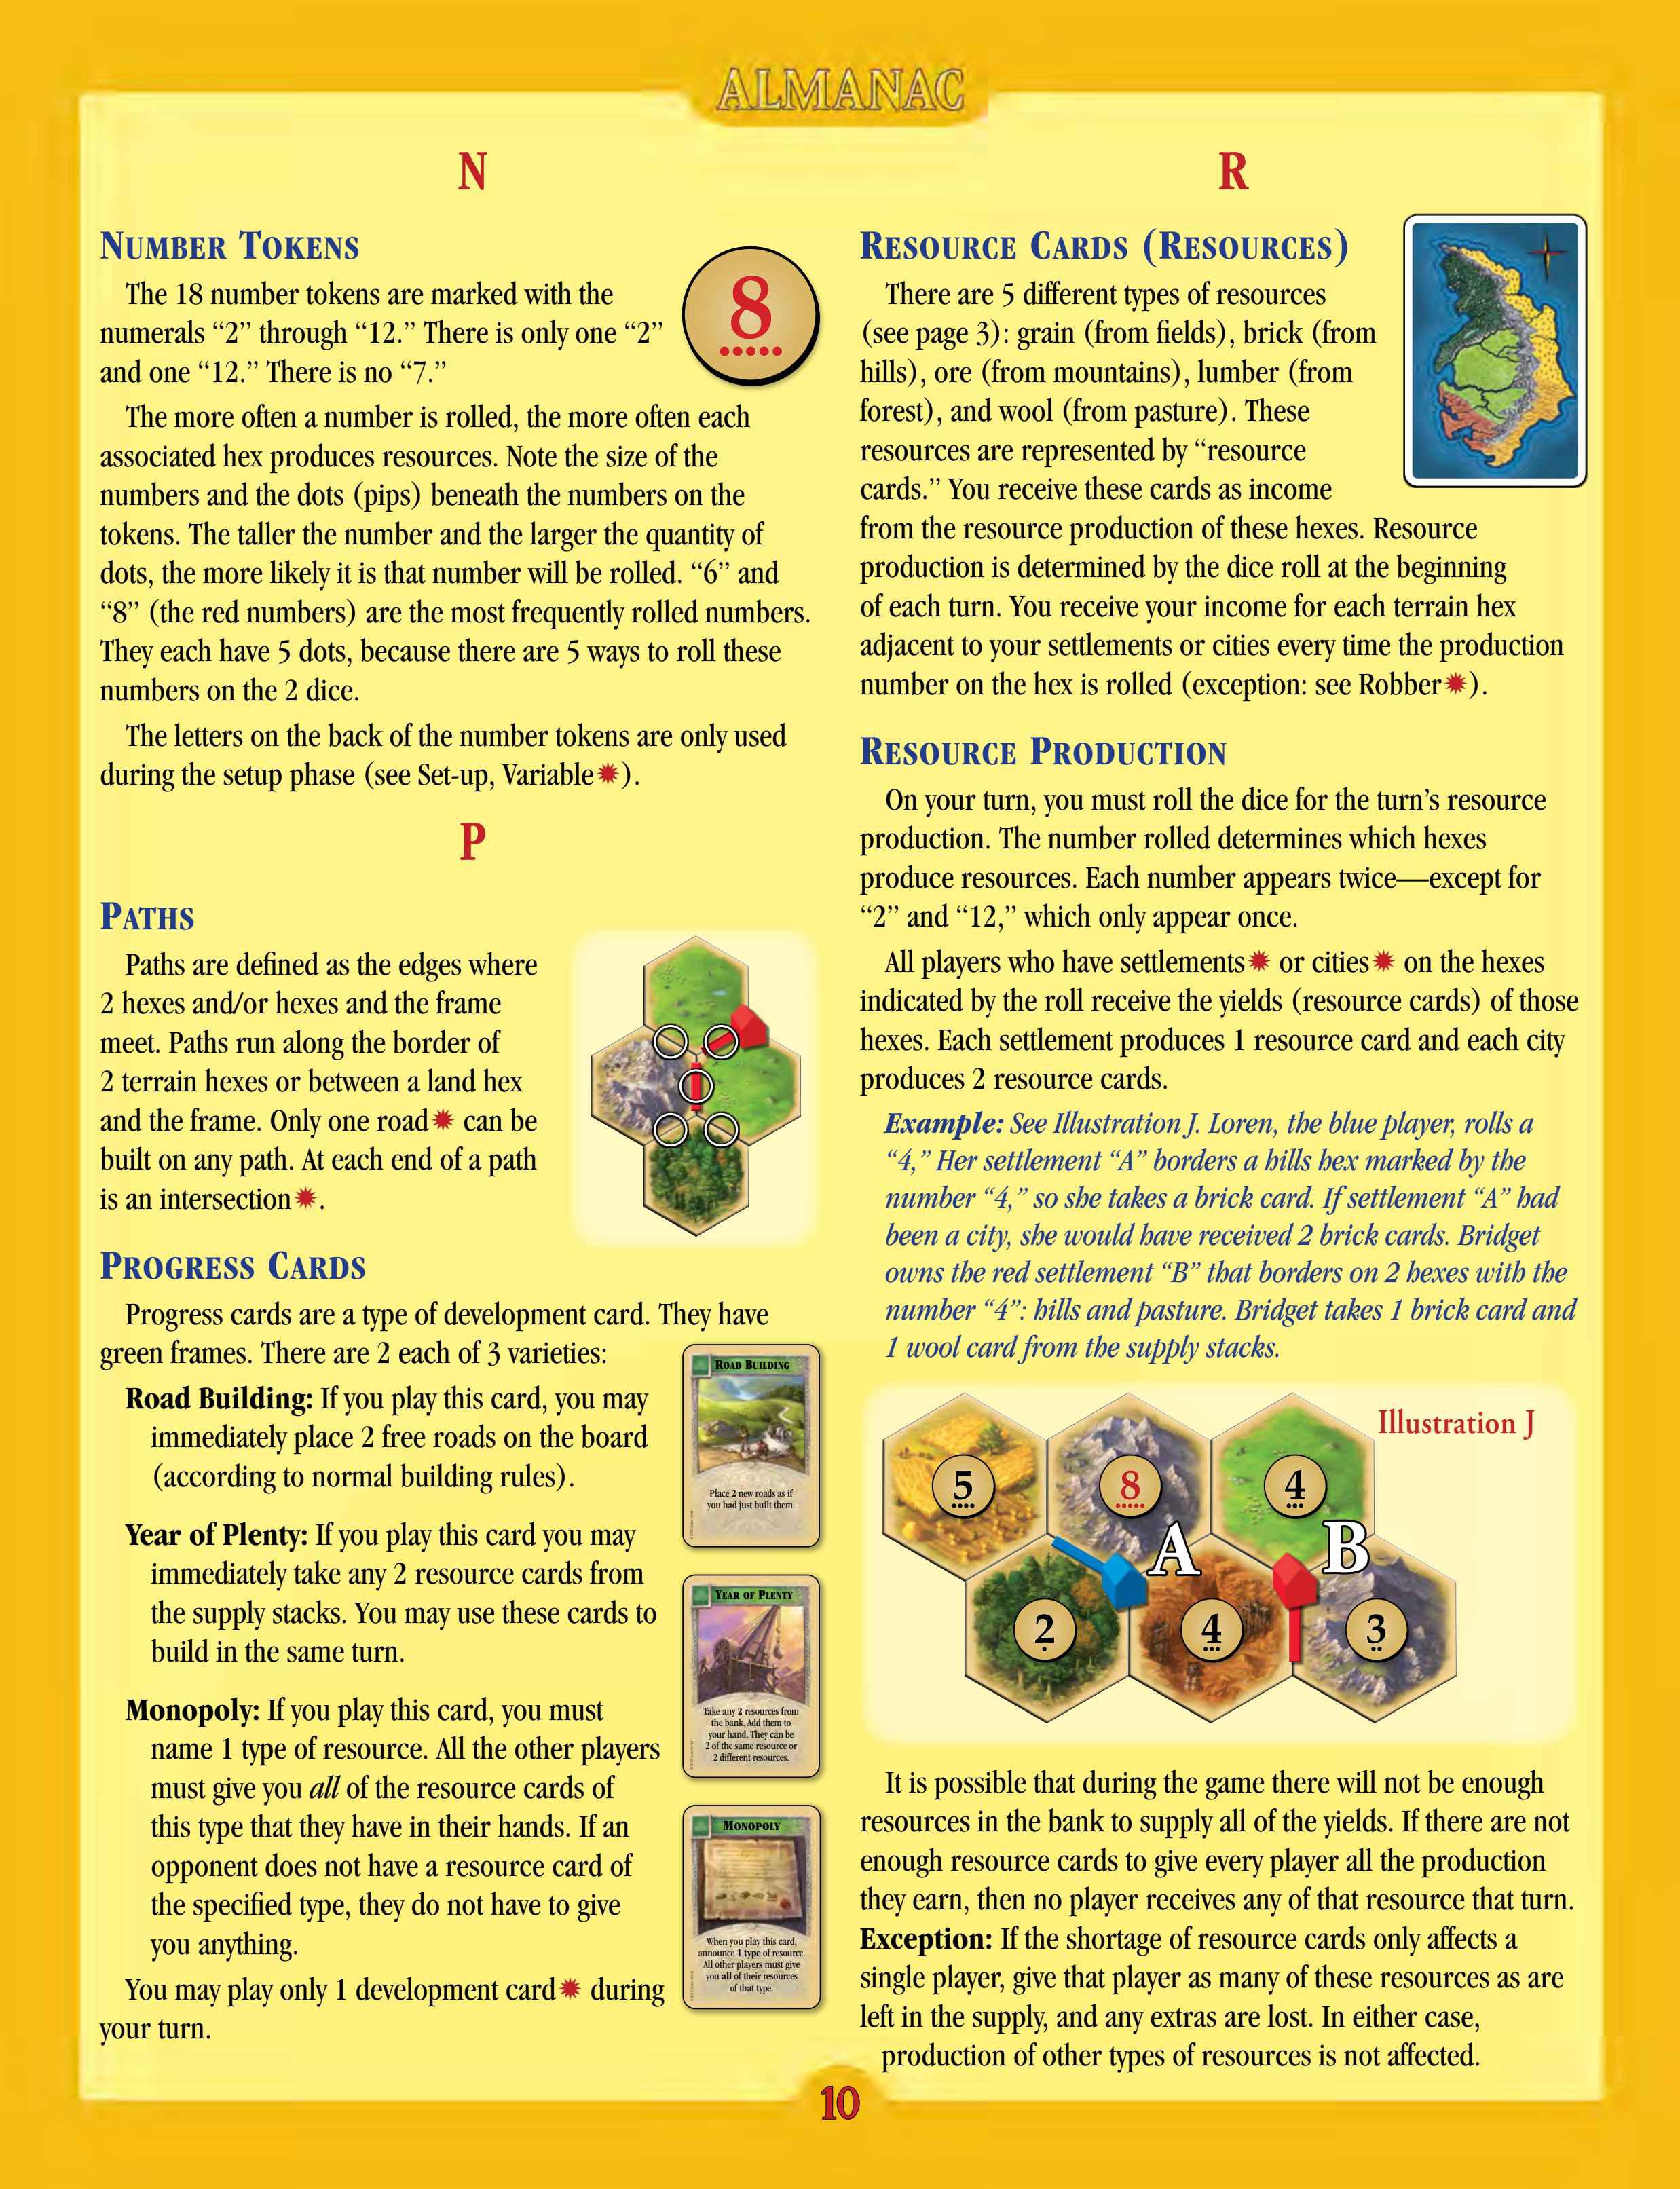 ALMANAC
N
NUMBER TOKENS
The 18 number tokens are marked with the
numerals “2” through “12.” There is only one “2”
and one “12.” There is no “7.”
8
The more often a number is rolled, the more often each
associated hex produces resources. Note the size of the
numbers and the dots (pips) beneath the numbers on the
tokens. The taller the number and the larger the quantity of
dots, the more likely it is that number will be rolled. “6” and
“8” (the red numbers) are the most frequently rolled numbers.
They each have 5 dots, because there are 5 ways to roll these
numbers on the 2 dice.
The letters on the back of the number tokens are only used
during the setup phase (see Set-up, Variable✹).
P
PATHS
Paths are defined as the edges where
2 hexes and/or hexes and the frame
meet. Paths run along the border of
2 terrain hexes or between a land hex
and the frame. Only one road✹ can be
built on any path. At each end of a path
is an intersection✹.
PROGRESS CARDS
Progress cards are a type of development card. They have
green frames. There are 2 each of 3 varieties:
Road Building: If you play this card, you may
immediately place 2 free roads on the board
(according to normal building rules).
Year of Plenty: If you play this card you may
immediately take any 2 resource cards from
the supply stacks. You may use these cards to
build in the same turn.
Monopoly: If you play this card, you must
name 1 type of resource. All the other players
must give you all of the resource cards of
this type that they have in their hands. If an
opponent does not have a resource card of
the specified type, they do not have to give
you anything.
You may play only 1 development card✹ during
your turn.
ROAD BUILDING
Place 2 new roads as if
you had just built them.
YEAR OF PLENTY
Take any 2 resources from
the bank. Add them to
your hand. They can be
2 of the same resource or
2 different resources.
MONOPOLY
When you play this card,
announce 1 type of resource.
All other players must give
you all of their resources
of that type.
R
RESOURCE CARDS (RESOURCES)
There are 5 different types of resources
(see page 3): grain (from fields), brick (from
hills), ore (from mountains), lumber (from
forest), and wool (from pasture). These
resources are represented by “resource
cards.” You receive these cards as income
from the resource production of these hexes. Resource
production is determined by the dice roll at the beginning
of each turn. You receive your income for each terrain hex
adjacent to your settlements or cities every time the production
number on the hex is rolled (exception: see Robber✹).
RESOURCE PRODUCTION
On your turn, you must roll the dice for the turn’s resource
production. The number rolled determines which hexes
produce resources. Each number appears twice—except for
“2” and “12,” which only appear once.
All players who have settlements✹ or cities✹ on the hexes
indicated by the roll receive the yields (resource cards) of those
hexes. Each settlement produces 1 resource card and each city
produces 2 resource cards.
Example: See Illustration J. Loren, the blue player, rolls a
“4,” Her settlement “A” borders a hills hex marked by the
number “4,” so she takes a brick card. If settlement “A” had
been a city, she would have received 2 brick cards. Bridget
owns the red settlement “B” that borders on 2 hexes with the
number “4”: hills and pasture. Bridget takes 1 brick card and
1 wool card from the supply stacks.
Illustration J
5 8 4
A B
2 4 3
It is possible that during the game there will not be enough
resources in the bank to supply all of the yields. If there are not
enough resource cards to give every player all the production
they earn, then no player receives any of that resource that turn.
Exception: If the shortage of resource cards only affects a
single player, give that player as many of these resources as are
left in the supply, and any extras are lost. In either case,
production of other types of resources is not affected.
10